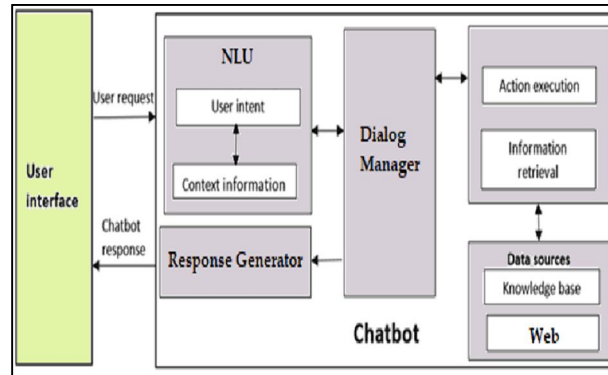 User
interface
User request
Chatbot
response
NLU
User intent
Context information
Response Generator
Dialog
Manager
Chatbot
Action execution
Information
retrieval
Data sources
Knowledge base
Web